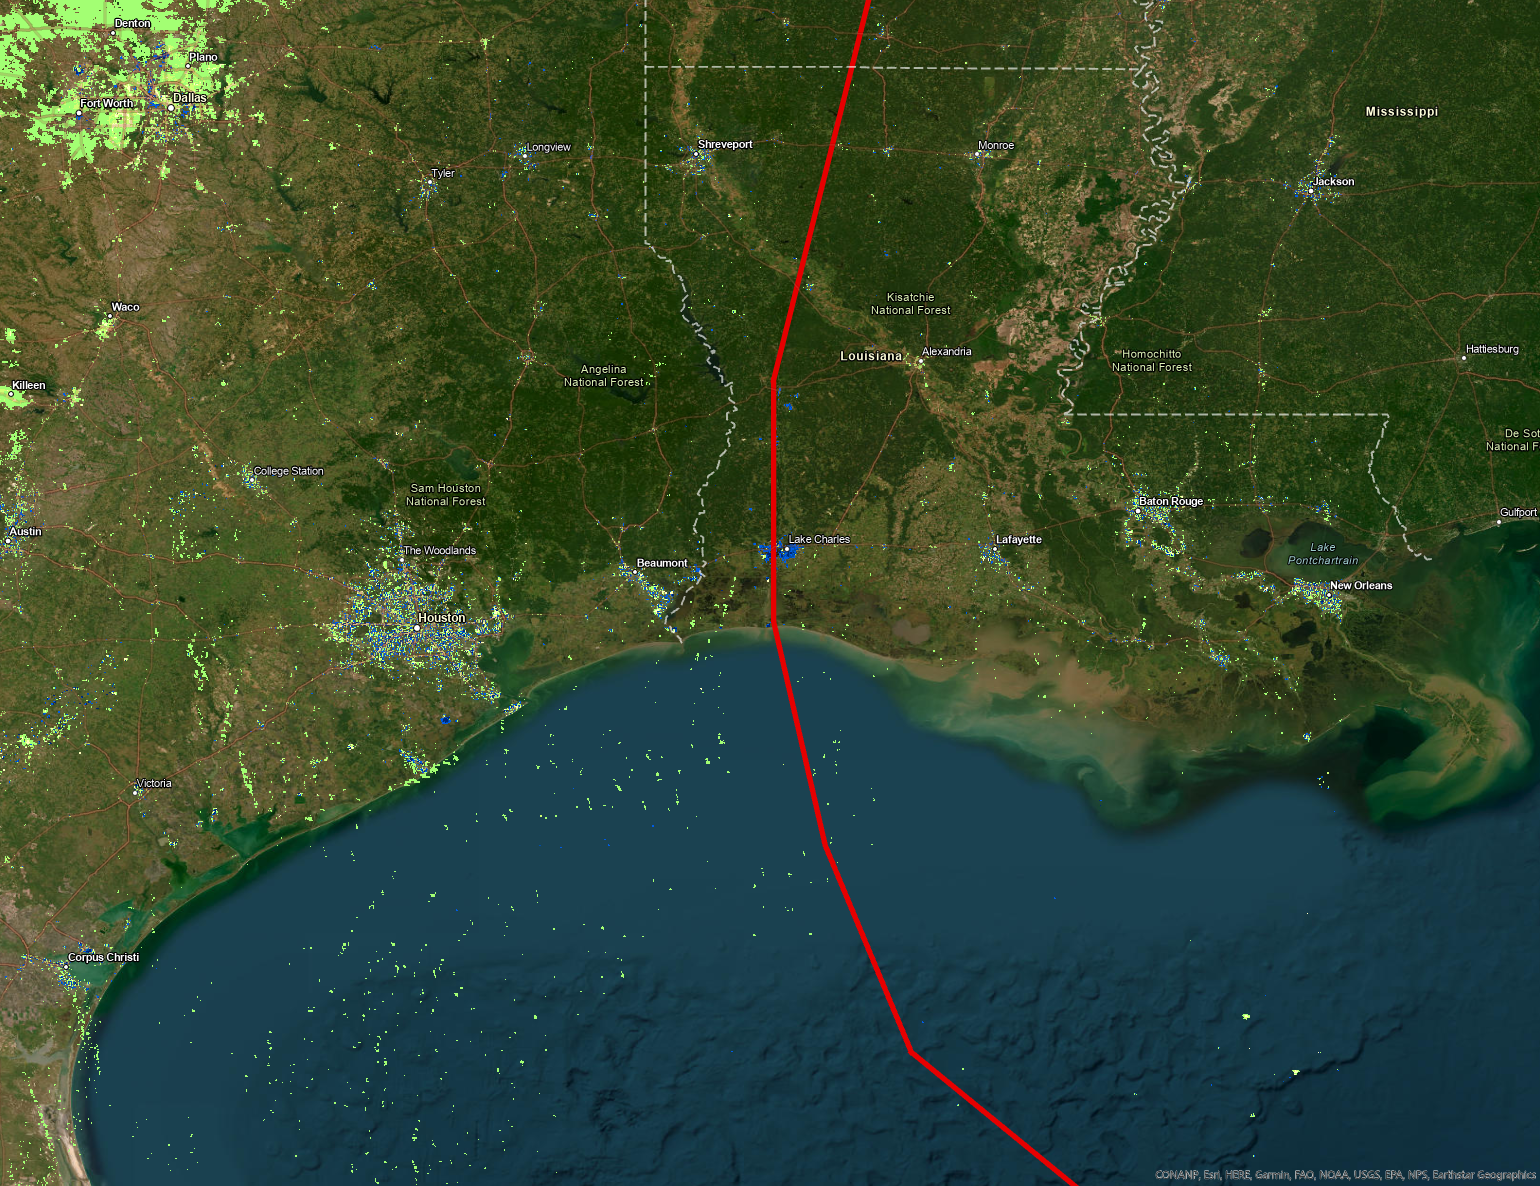 Denton
Plano
Fort Worth
Dallas
Mississippi
Longview
Shreveport
Monroe
Tyler
Jackson
Waco
Kisatchie
National Forest
Louisiana
Alexandria
Homochitto
National Forest
Hattiesburg
Angelina
National Forest
Killeen
De Sot
National F
College Station
Sam Houston
National Forest
Baton Rouge
Gulfport
Austin
The Woodlands
Lake Charles
Lafayette
Lake
Pontchartrain
Beaumont
New Orleans
Houston
Victoria
Corpus Christi
CONANP, Esri, HERE, Garmin, FAO, NOAA, USGS, EPA, NPS, Earthstar Geographics